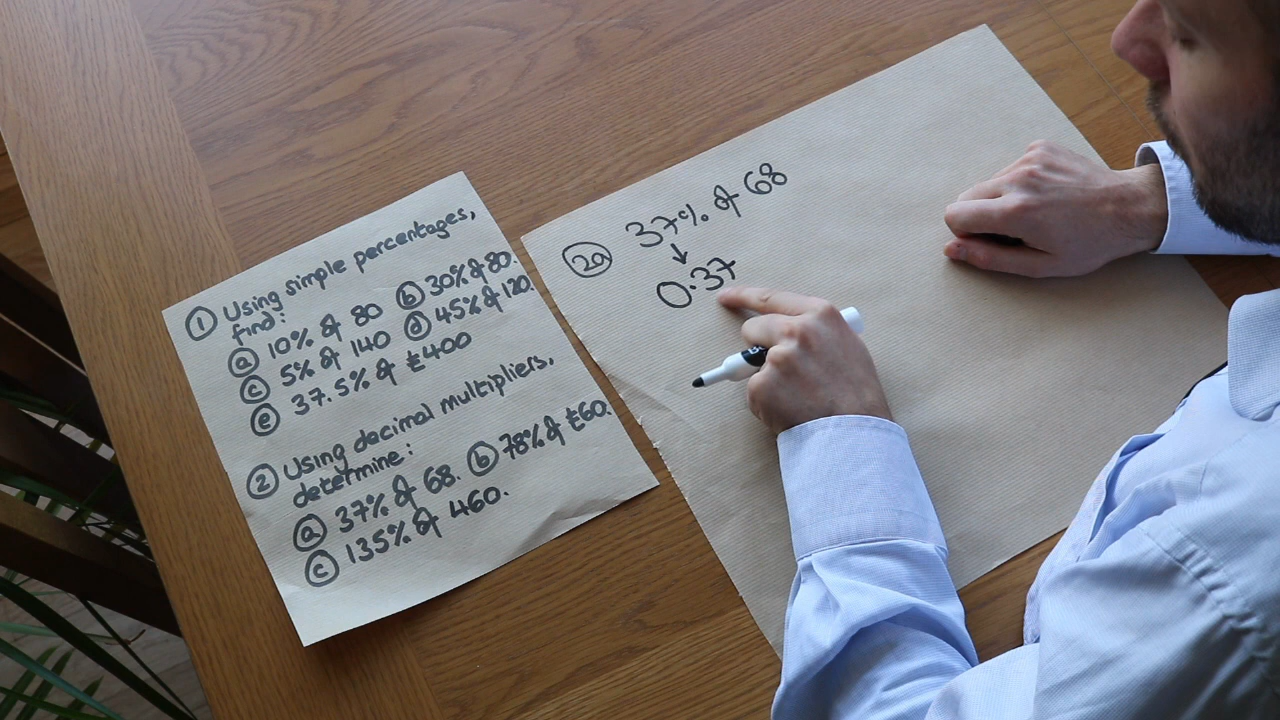 ① Using simple percentages,
find:
ⓐ 10% of 80 ⓑ 30% of 80.
ⓒ 5% of 140 ⓓ 45% of 120.
ⓔ 37.5% of £400
② Using decimal multipliers,
determine:
ⓐ 37% of 68. ⓑ 78% of £60.
ⓒ 135% of 460.
2a 37% of 68
↓
0.37